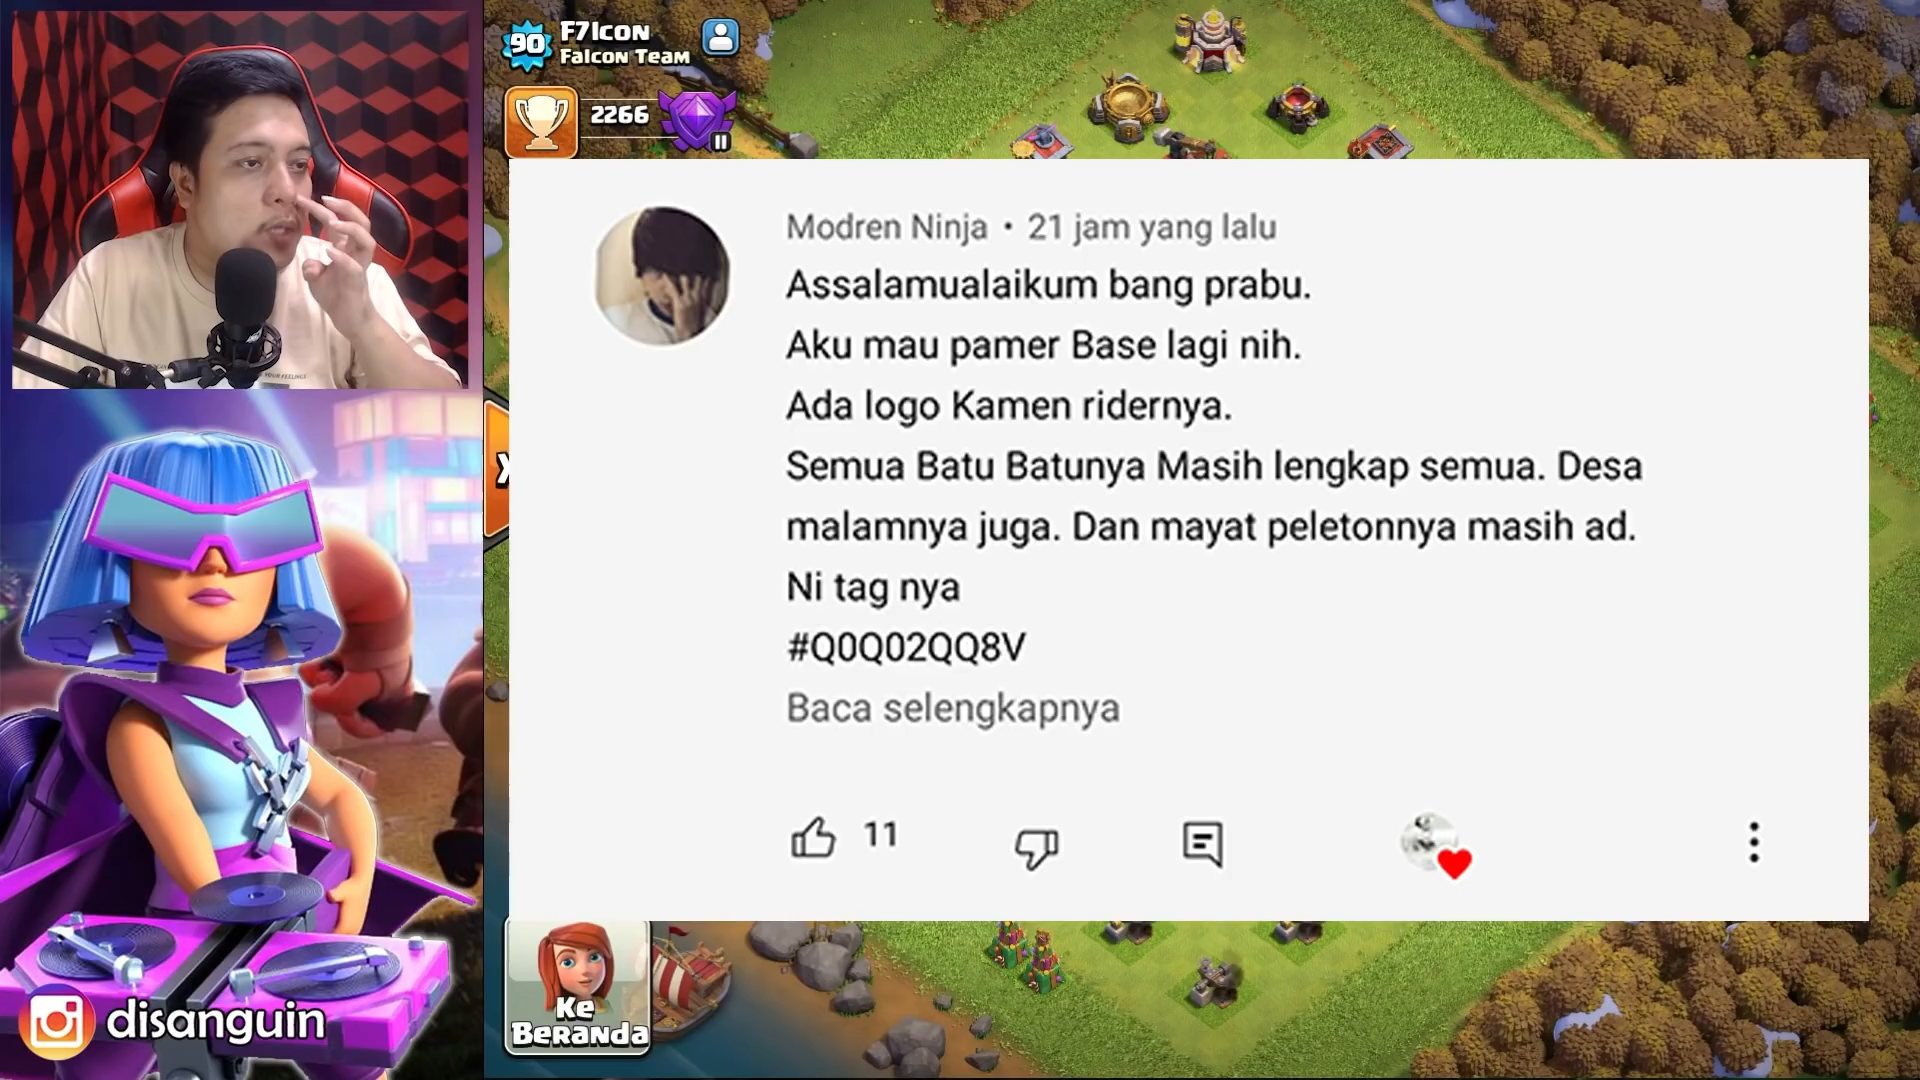 90
F7Icon
Falcon Team
2266
Modren Ninja • 21 jam yang lalu
Assalamualaikum bang prabu.
Aku mau pamer Base lagi nih.
Ada logo Kamen ridernya.
Semua Batu Batunya Masih lengkap semua. Desa
malamnya juga. Dan mayat peletonnya masih ad.
Ni tag nya
#Q0Q02QQ8V
Baca selengkapnya
11
Ke
Beranda
disanguin